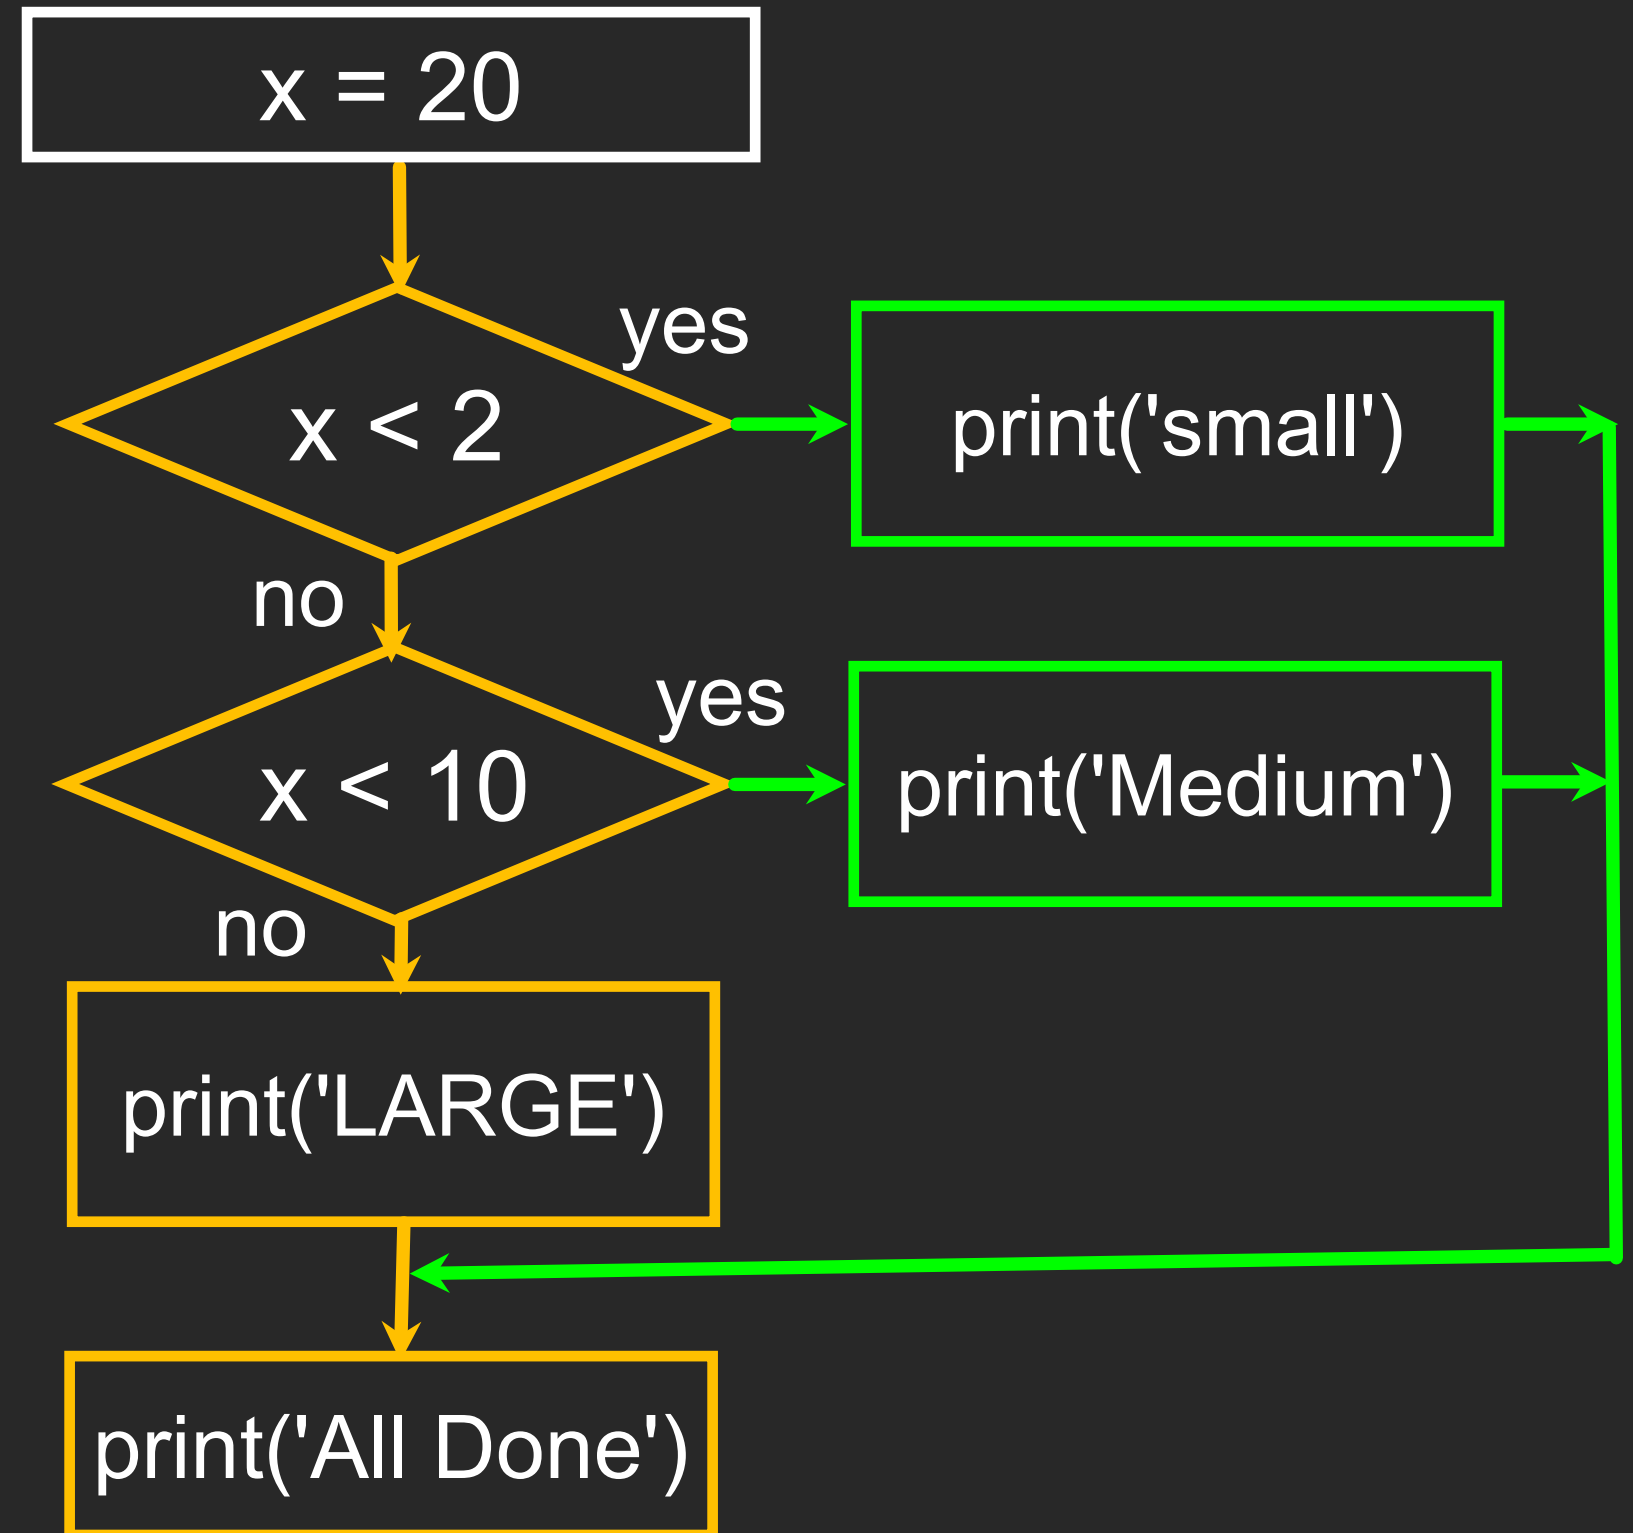 x = 20
yes
x < 2
print('small')
no
yes
x < 10
print('Medium')
no
print('LARGE')
print('All Done')